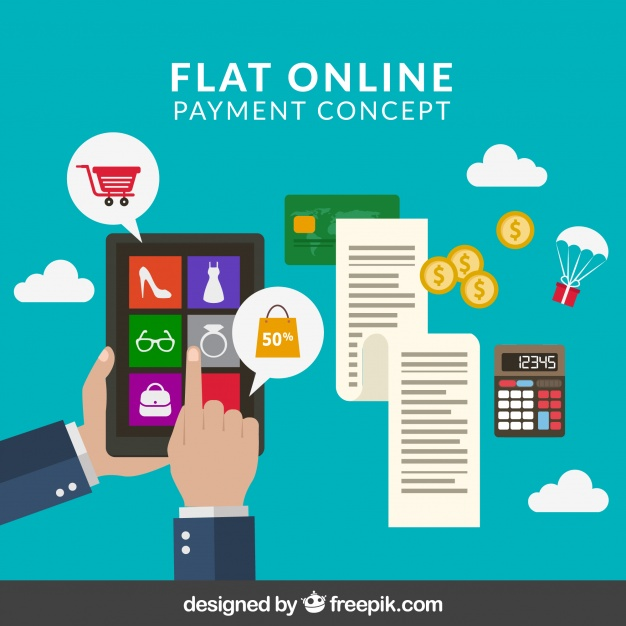 FLAT ONLINE
PAYMENT CONCEPT
50%
12345
designed by freepik.com